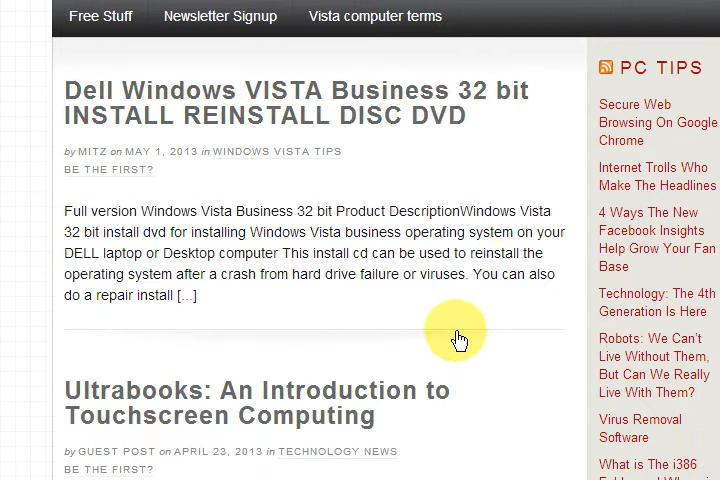 Free Stuff Newsletter Signup Vista computer terms
Dell Windows VISTA Business 32 bit
INSTALL REINSTALL DISC DVD
by MITZ on MAY 1, 2013 in WINDOWS VISTA TIPS
BE THE FIRST?
Full version Windows Vista Business 32 bit Product DescriptionWindows Vista
32 bit install dvd for installing Windows Vista business operating system on your
DELL laptop or Desktop computer This install cd can be used to reinstall the
operating system after a crash from hard drive failure or viruses. You can also
do a repair install [...]
Ultrabooks: An Introduction to
Touchscreen Computing
by GUEST POST on APRIL 23, 2013 in TECHNOLOGY NEWS
BE THE FIRST?
PC TIPS
Secure Web
Browsing On Google
Chrome
Internet Trolls Who
Make The Headlines
4 Ways The New
Facebook Insights
Help Grow Your Fan
Base
Technology: The 4th
Generation Is Here
Robots: We Can't
Live Without Them,
But Can We Really
Live With Them?
Virus Removal
Software
What is The i386